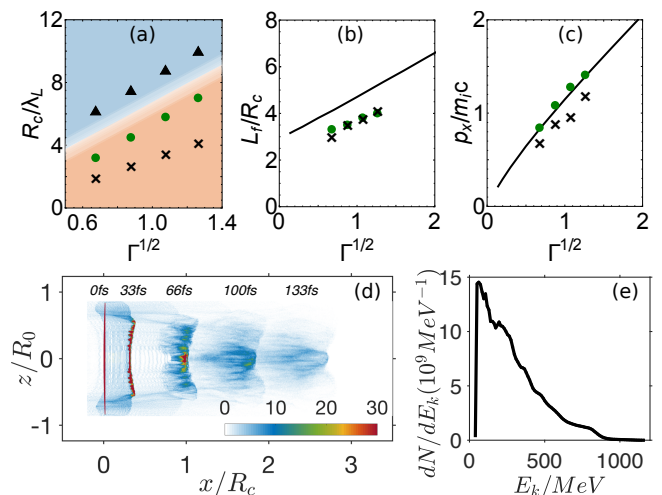 (a)
R_c/λ_L
12
8
4
0
0.6 1.0 1.4
Γ^{1/2}
(b)
L_f/R_c
8
6
4
2
0
0 1 2
Γ^{1/2}
(c)
p_x/m_ic
2
1
0
0 1 2
Γ^{1/2}
0fs 33fs 66fs 100fs 133fs (d)
z/R_0
1
0
-1
0 10 20 30
0 1 2 3
x/R_c
(e)
dN/dE_k(10^9MeV^{-1})
15
10
5
0
0 500 1000
E_k/MeV